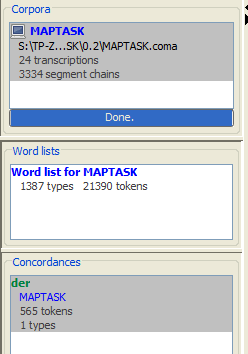 Corpora
MAPTASK
S:\TP-Z...SK\0.2\MAPTASK.coma
24 transcriptions
3334 segment chains
Done.
Word lists
Word list for MAPTASK
1387 types 21390 tokens
Concordances
der
MAPTASK
565 tokens
1 types